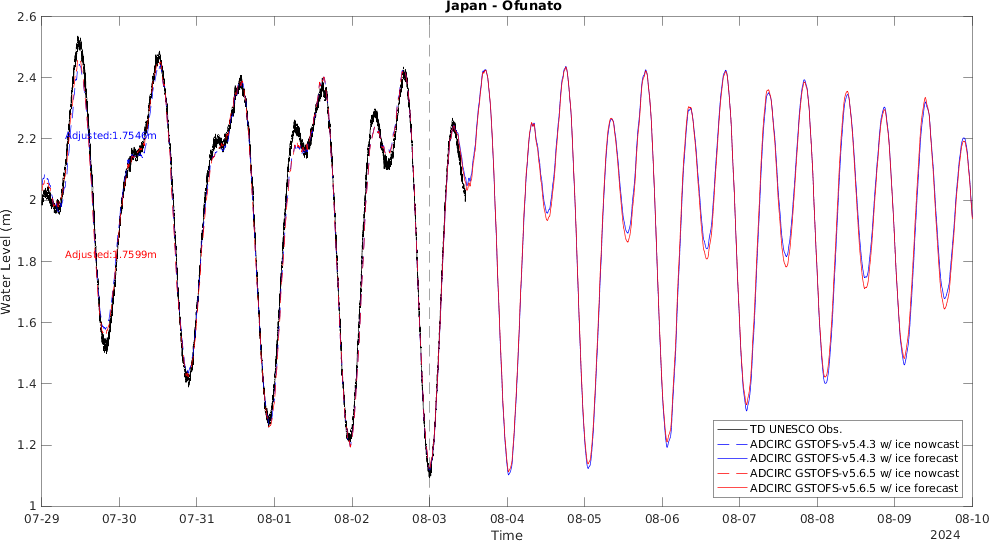 Japan - Ofunato
2.6
2.4
2.2
2
1.8
1.6
1.4
1.2
1
Water Level (m)
Adjusted:1.7546m
Adjusted:1.7599m
TD UNESCO Obs.
ADCIRC GSTOFS-v5.4.3 w/ ice nowcast
ADCIRC GSTOFS-v5.4.3 w/ ice forecast
ADCIRC GSTOFS-v5.6.5 w/ ice nowcast
ADCIRC GSTOFS-v5.6.5 w/ ice forecast
07-29 07-30 07-31 08-01 08-02 08-03 08-04 08-05 08-06 08-07 08-08 08-09 08-10
Time
2024